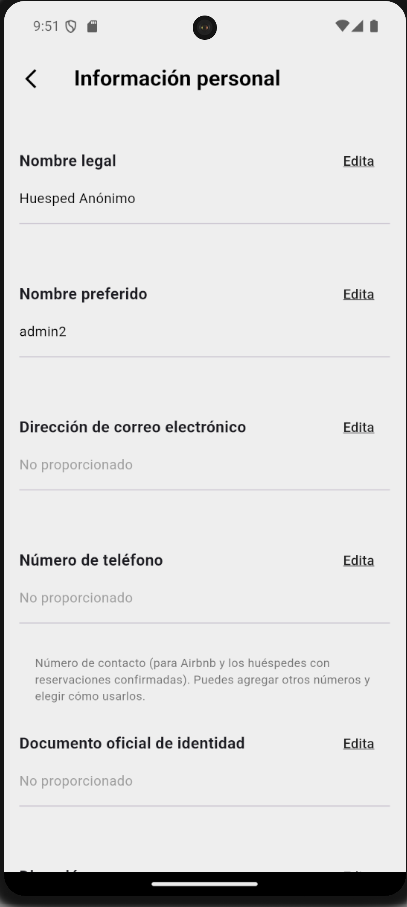 9:51
Información personal
Nombre legal Edita
Huesped Anónimo
Nombre preferido Edita
admin2
Dirección de correo electrónico Edita
No proporcionado
Número de teléfono Edita
No proporcionado
Número de contacto (para Airbnb y los huéspedes con
reservaciones confirmadas). Puedes agregar otros números y
elegir cómo usarlos.
Documento oficial de identidad Edita
No proporcionado